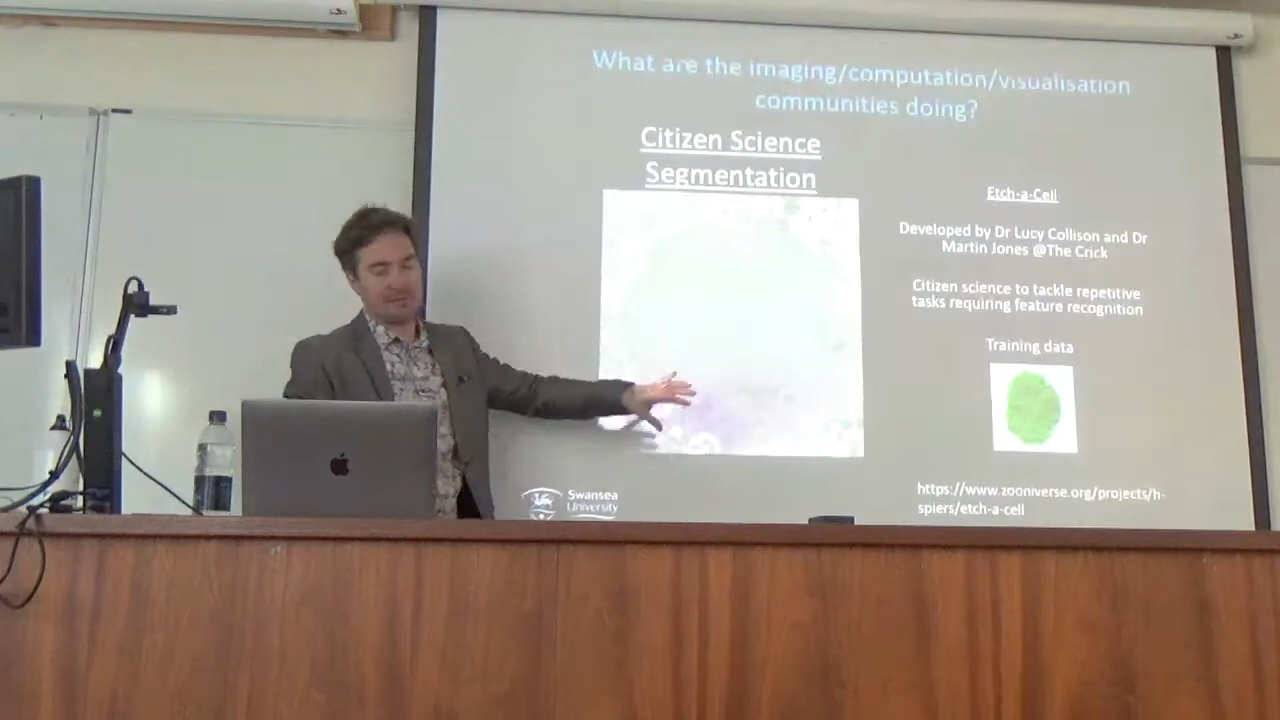 What are the imaging/computation/visualisation
communities doing?
Citizen Science
Segmentation
Etch-a-Cell
Developed by Dr Lucy Collison and Dr
Martin Jones @The Crick
Citizen science to tackle repetitive
tasks requiring feature recognition
Training data
https://www.zooniverse.org/projects/h-
spiers/etch-a-cell
Swansea
University